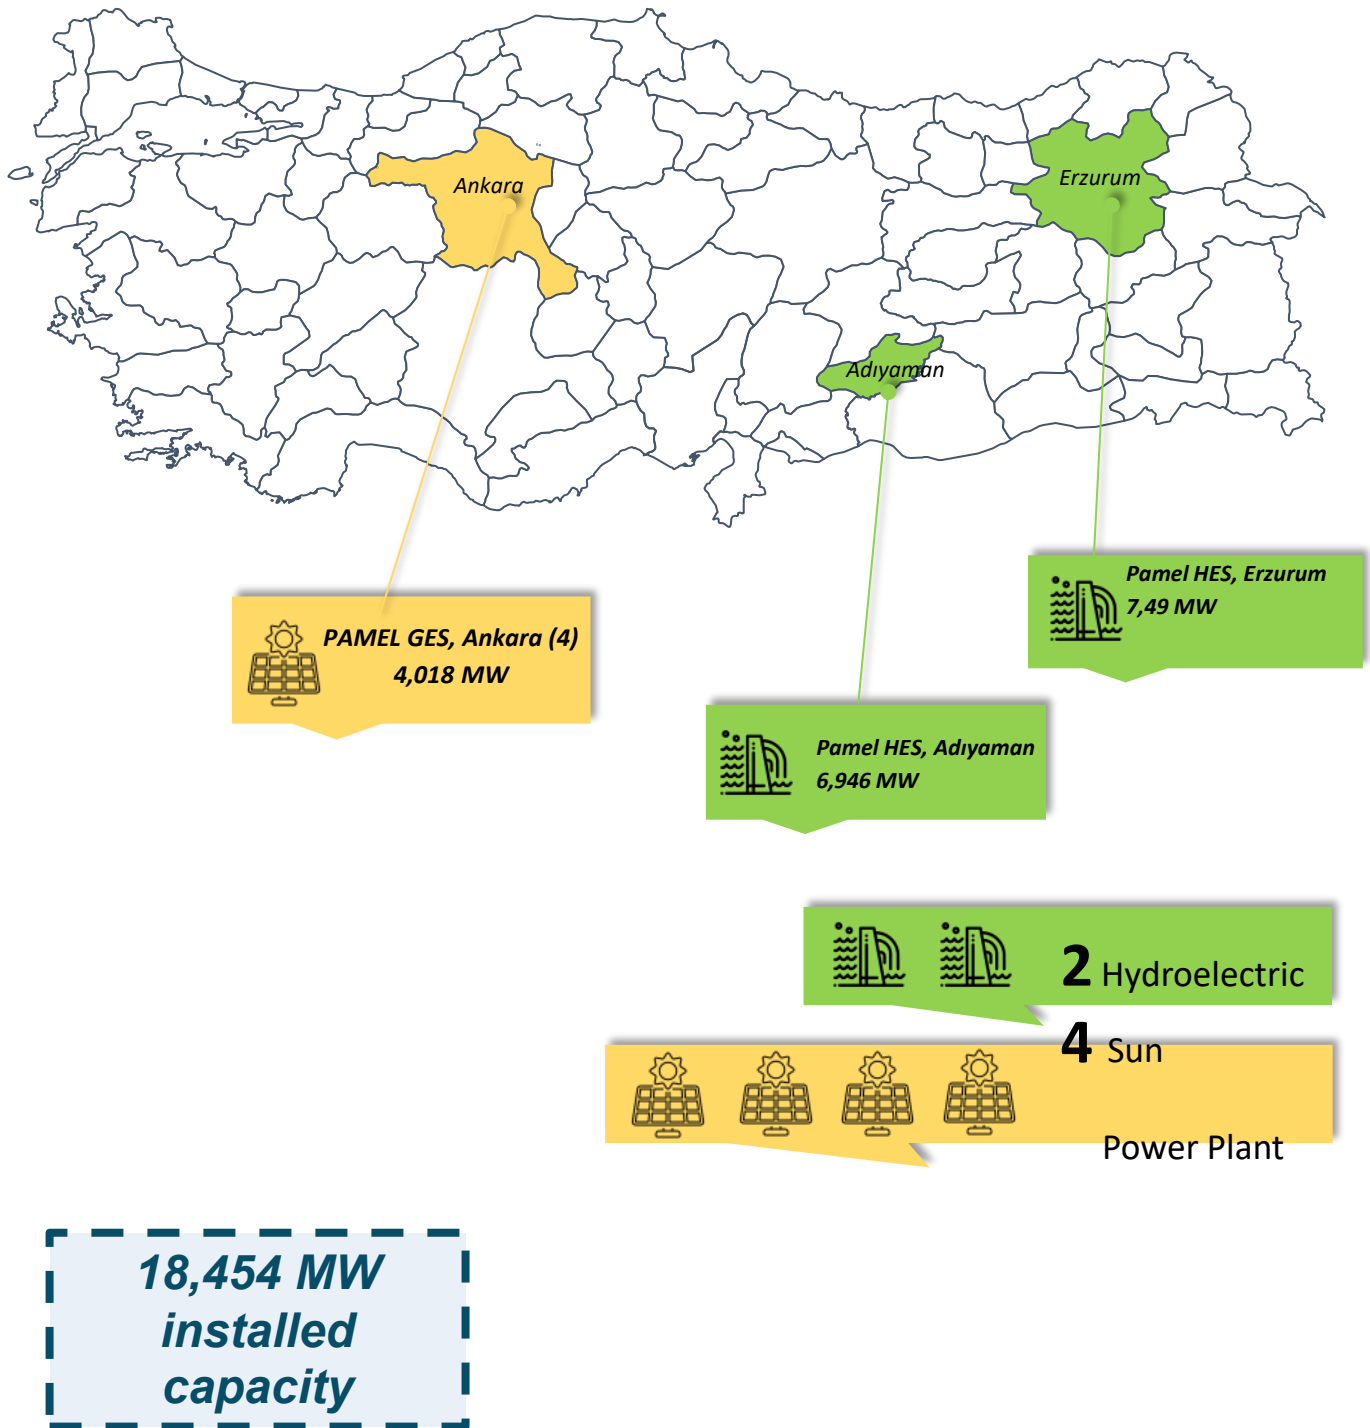 Ankara
Erzurum
Adıyaman
Pamel HES, Erzurum
7,49 MW
PAMEL GES, Ankara (4)
4,018 MW
Pamel HES, Adıyaman
6,946 MW
2 Hydroelectric
4 Sun
Power Plant
18,454 MW
installed
capacity